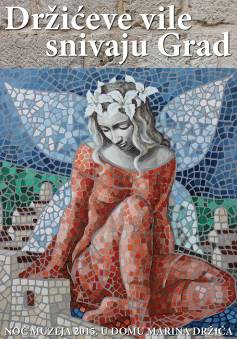 Držićeve vile
snivaju Grad
NOĆ MUZEJA 2015. U DOMU MARINA DRŽIĆA